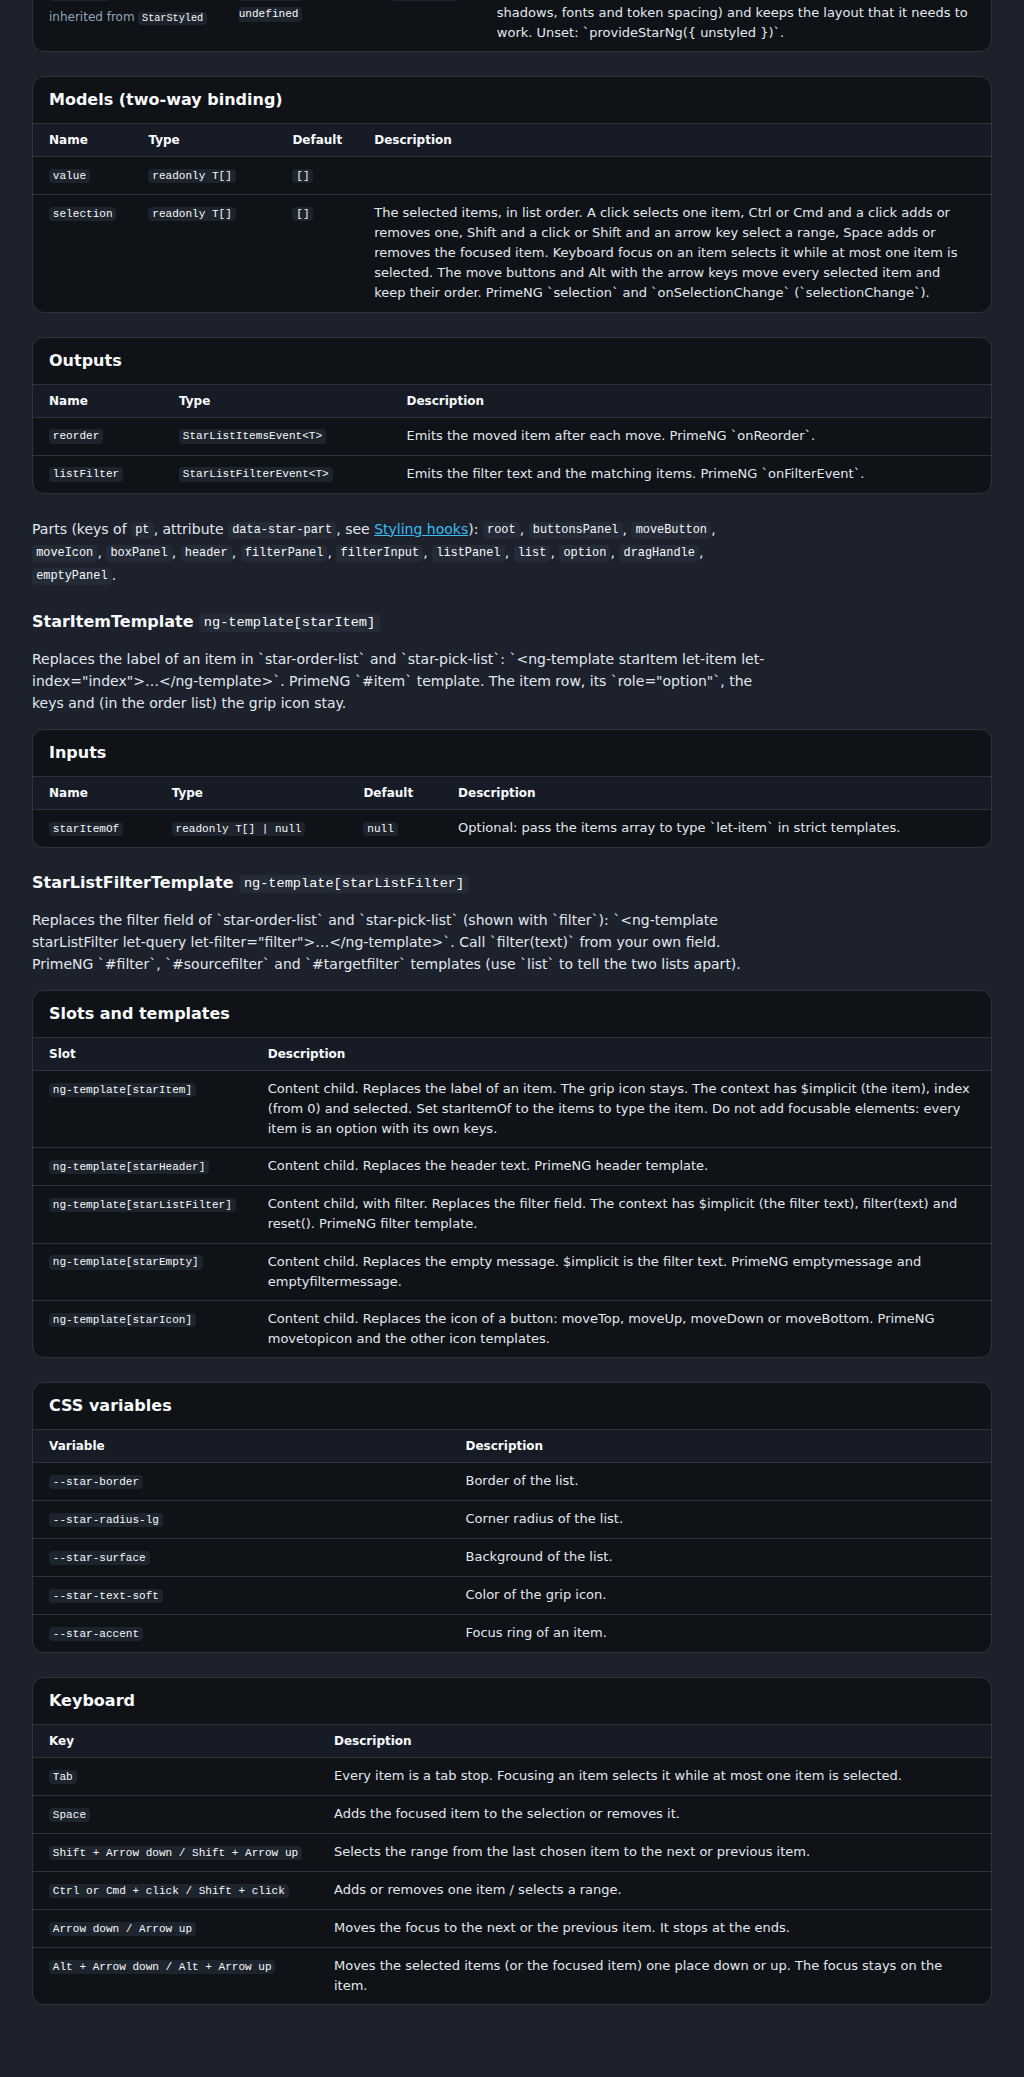 shadows, fonts and token spacing) and keeps the layout that it needs to
inherited from StarStyled undefined
work. Unset: `provideStarNg({ unstyled })`.
Models (two-way binding)
Name Type Default Description
value readonly T[] []
selection readonly T[] [] The selected items, in list order. A click selects one item, Ctrl or Cmd and a click adds or
removes one, Shift and a click or Shift and an arrow key select a range, Space adds or
removes the focused item. Keyboard focus on an item selects it while at most one item is
selected. The move buttons and Alt with the arrow keys move every selected item and
keep their order. PrimeNG `selection` and `onSelectionChange` (`selectionChange`).
Outputs
Name Type Description
reorder StarListItemsEvent<T> Emits the moved item after each move. PrimeNG `onReorder`.
listFilter StarListFilterEvent<T> Emits the filter text and the matching items. PrimeNG `onFilterEvent`.
Parts (keys of pt, attribute data-star-part, see Styling hooks): root, buttonsPanel, moveButton,
moveIcon, boxPanel, header, filterPanel, filterInput, listPanel, list, option, dragHandle,
emptyPanel.
StarItemTemplate ng-template[starItem]
Replaces the label of an item in `star-order-list` and `star-pick-list`: `<ng-template starItem let-item let-
index="index">...</ng-template>`. PrimeNG `#item` template. The item row, its `role="option"`, the
keys and (in the order list) the grip icon stay.
Inputs
Name Type Default Description
starItemOf readonly T[] | null null Optional: pass the items array to type `let-item` in strict templates.
StarListFilterTemplate ng-template[starListFilter]
Replaces the filter field of `star-order-list` and `star-pick-list` (shown with `filter`): `<ng-template
starListFilter let-query let-filter="filter">...</ng-template>`. Call `filter(text)` from your own field.
PrimeNG `#filter`, `#sourcefilter` and `#targetfilter` templates (use `list` to tell the two lists apart).
Slots and templates
Slot Description
ng-template[starItem] Content child. Replaces the label of an item. The grip icon stays. The context has $implicit (the item), index
(from 0) and selected. Set starItemOf to the items to type the item. Do not add focusable elements: every
item is an option with its own keys.
ng-template[starHeader] Content child. Replaces the header text. PrimeNG header template.
ng-template[starListFilter] Content child, with filter. Replaces the filter field. The context has $implicit (the filter text), filter(text) and
reset(). PrimeNG filter template.
ng-template[starEmpty] Content child. Replaces the empty message. $implicit is the filter text. PrimeNG emptymessage and
emptyfiltermessage.
ng-template[starIcon] Content child. Replaces the icon of a button: moveTop, moveUp, moveDown or moveBottom. PrimeNG
movetopicon and the other icon templates.
CSS variables
Variable Description
--star-border Border of the list.
--star-radius-lg Corner radius of the list.
--star-surface Background of the list.
--star-text-soft Color of the grip icon.
--star-accent Focus ring of an item.
Keyboard
Key Description
Tab Every item is a tab stop. Focusing an item selects it while at most one item is selected.
Space Adds the focused item to the selection or removes it.
Shift + Arrow down / Shift + Arrow up Selects the range from the last chosen item to the next or previous item.
Ctrl or Cmd + click / Shift + click Adds or removes one item / selects a range.
Arrow down / Arrow up Moves the focus to the next or the previous item. It stops at the ends.
Alt + Arrow down / Alt + Arrow up Moves the selected items (or the focused item) one place down or up. The focus stays on the
item.